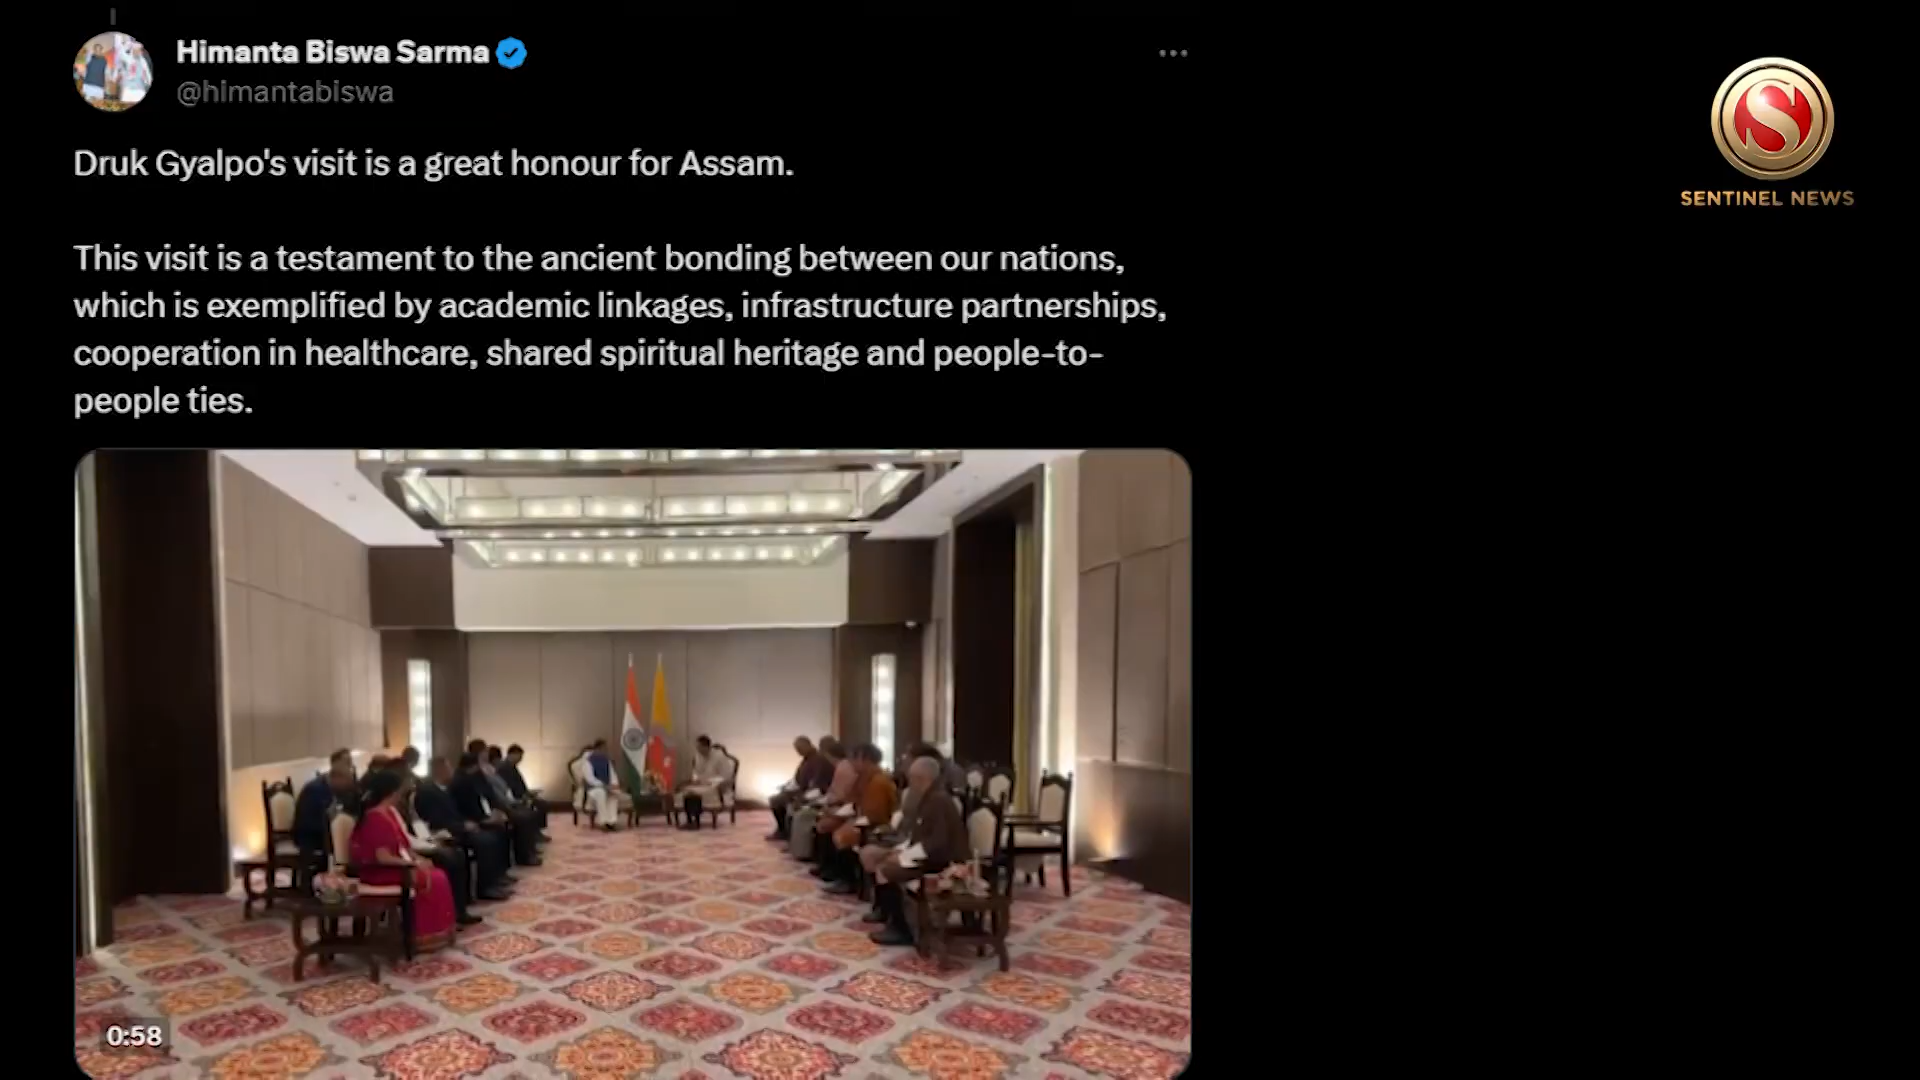 Himanta Biswa Sarma
@himantabiswa
Druk Gyalpo's visit is a great honour for Assam.
This visit is a testament to the ancient bonding between our nations,
which is exemplified by academic linkages, infrastructure partnerships,
cooperation in healthcare, shared spiritual heritage and people-to-
people ties.
0:58
S
SENTINEL NEWS